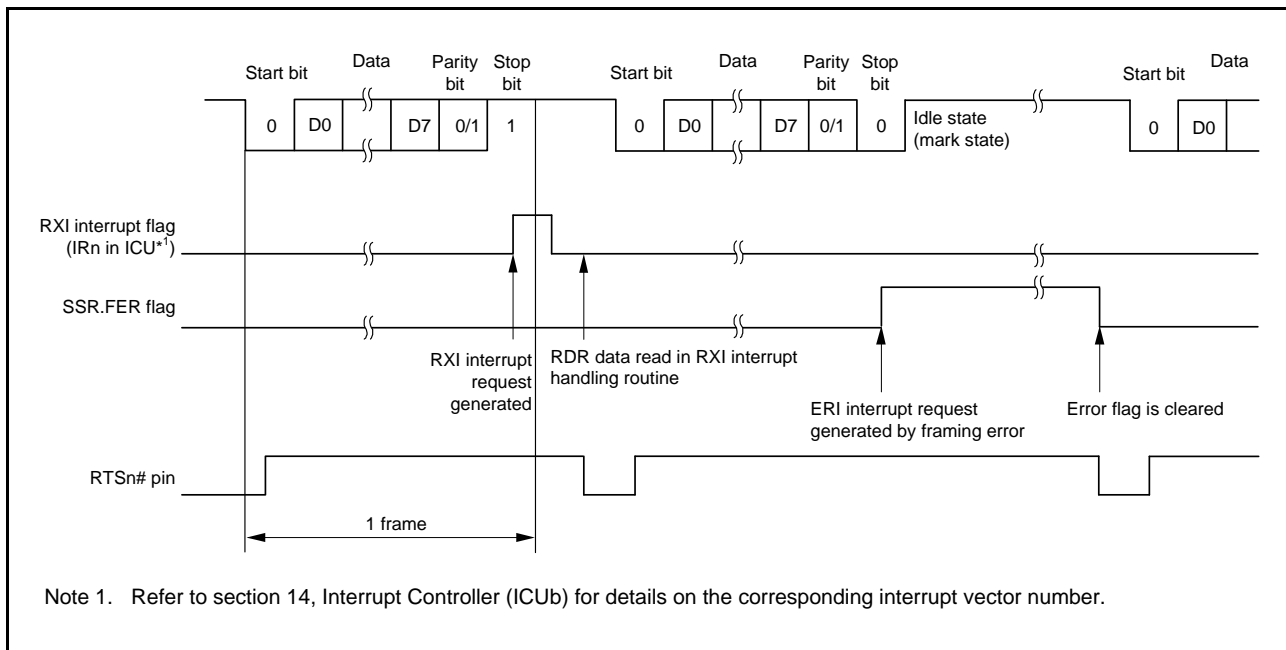 Start bit
Data
Parity
bit
Stop
bit
Start bit
Data
Parity
bit
Stop
bit
Start bit
Data
0
D0
D7
0/1
1
0
D0
D7
0/1
0
Idle state
(mark state)
0
D0
RXI interrupt flag
(IRn in ICU*1)
SSR.FER flag
RXI interrupt
request
generated
RDR data read in RXI interrupt
handling routine
ERI interrupt request
generated by framing error
Error flag is cleared
RTSn# pin
1 frame
Note 1. Refer to section 14, Interrupt Controller (ICUb) for details on the corresponding interrupt vector number.